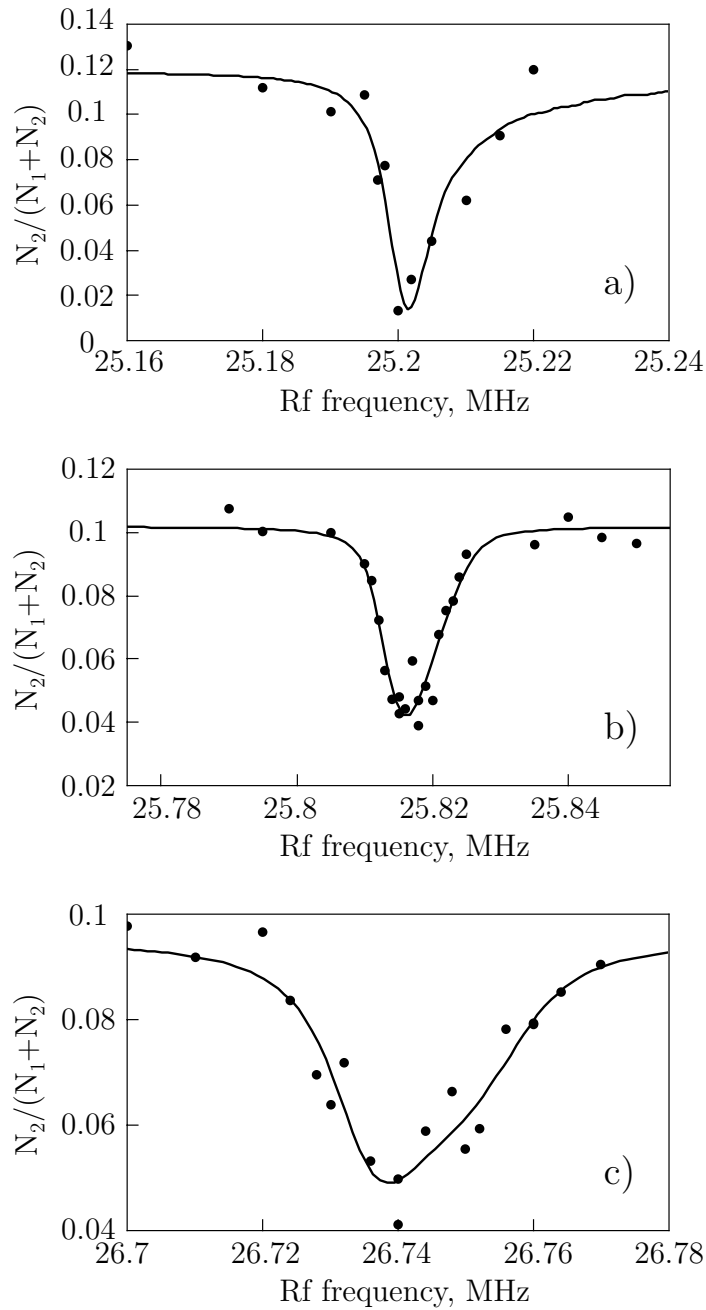 0.14
0.12
0.1
0.08
0.06
0.04
0.02
0
N₂/(N₁+N₂)
a)
25.16 25.18 25.2 25.22 25.24
Rf frequency, MHz
0.12
0.1
0.08
0.06
0.04
0.02
N₂/(N₁+N₂)
b)
25.78 25.8 25.82 25.84
Rf frequency, MHz
0.1
0.08
0.06
0.04
N₂/(N₁+N₂)
c)
26.7 26.72 26.74 26.76 26.78
Rf frequency, MHz